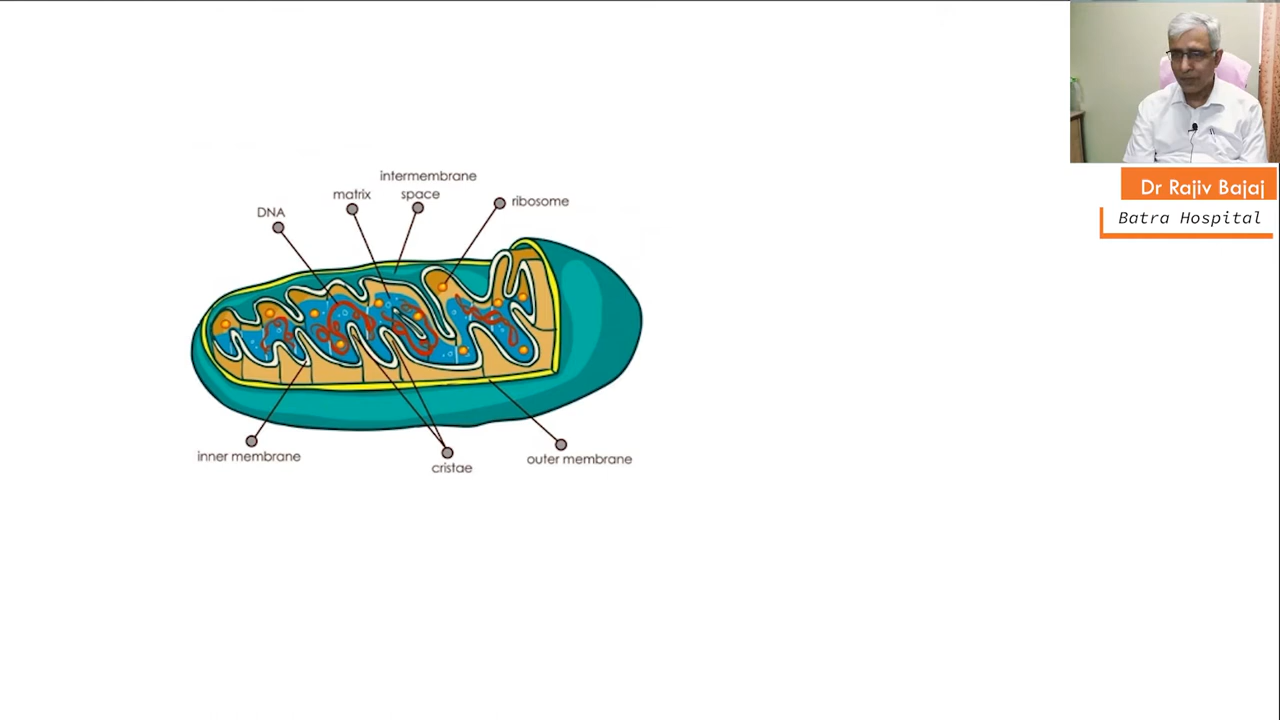 Dr Rajiv Bajaj
Batra Hospital
intermembrane
space
matrix
ribosome
DNA
inner membrane
cristae
outer membrane